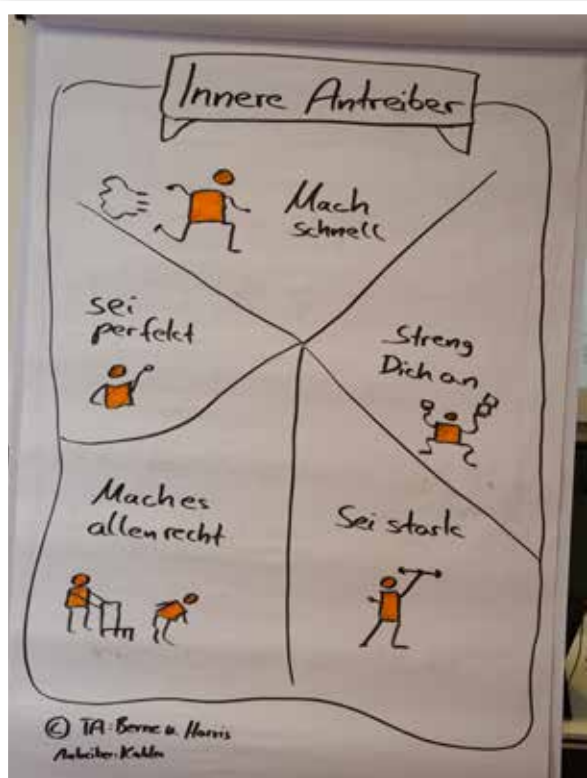 Innere Antreiber
Mach
schnell
sei
perfekt
Streng
Dich an
Mach es
allen recht
Sei stark
© TA: Berne u. Harris
Antreiber: Kahler